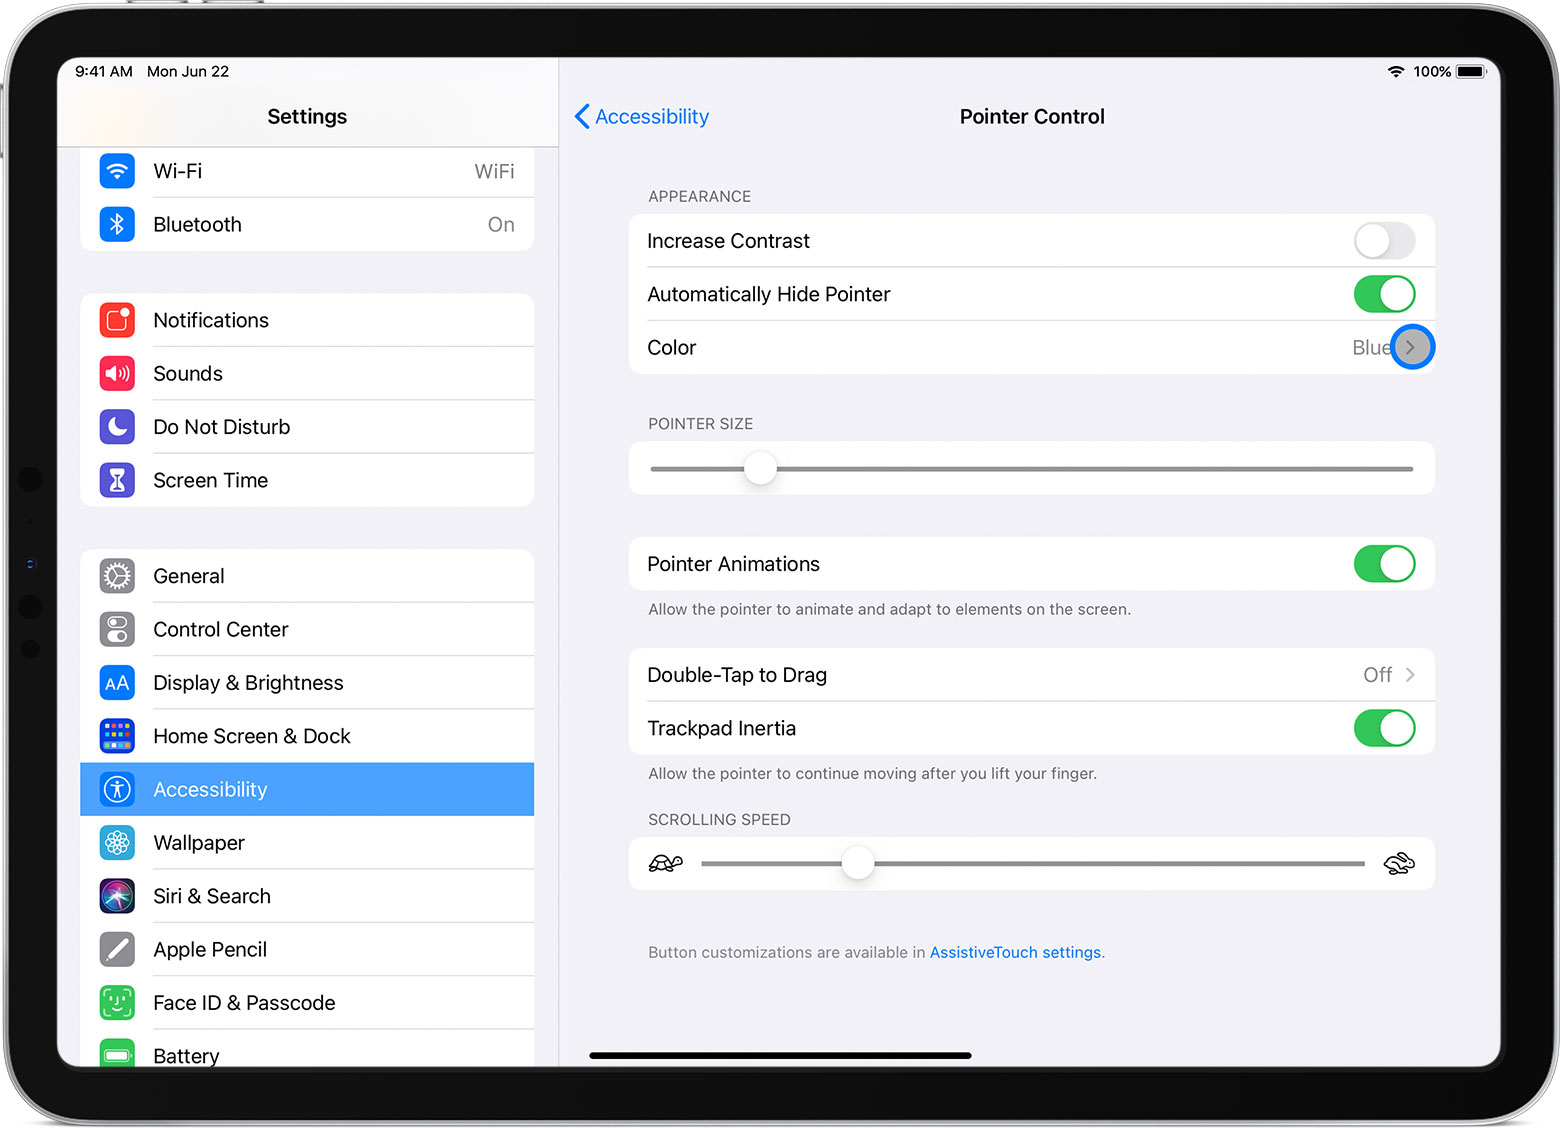 9:41 AM Mon Jun 22
100%
Settings
Accessibility
Pointer Control
Wi-Fi WiFi
Bluetooth On
Notifications
Sounds
Do Not Disturb
Screen Time
General
Control Center
AA Display & Brightness
Home Screen & Dock
Accessibility
Wallpaper
Siri & Search
Apple Pencil
Face ID & Passcode
Battery
APPEARANCE
Increase Contrast
Automatically Hide Pointer
Color Blue
POINTER SIZE
Pointer Animations
Allow the pointer to animate and adapt to elements on the screen.
Double-Tap to Drag Off
Trackpad Inertia
Allow the pointer to continue moving after you lift your finger.
SCROLLING SPEED
Button customizations are available in AssistiveTouch settings.